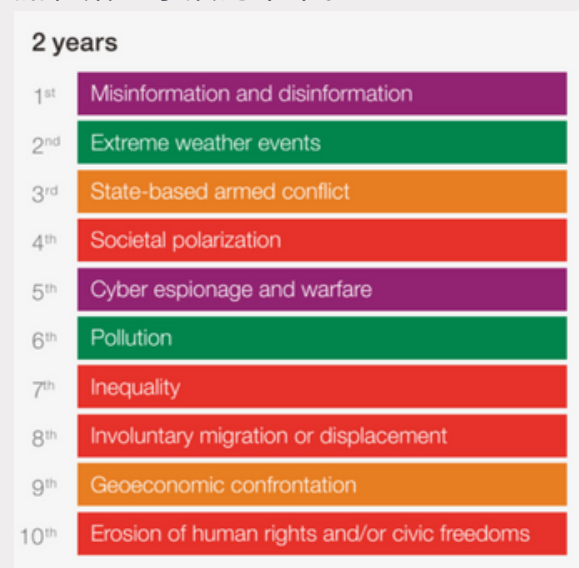 2 years
1st Misinformation and disinformation
2nd Extreme weather events
3rd State-based armed conflict
4th Societal polarization
5th Cyber espionage and warfare
6th Pollution
7th Inequality
8th Involuntary migration or displacement
9th Geoeconomic confrontation
10th Erosion of human rights and/or civic freedoms